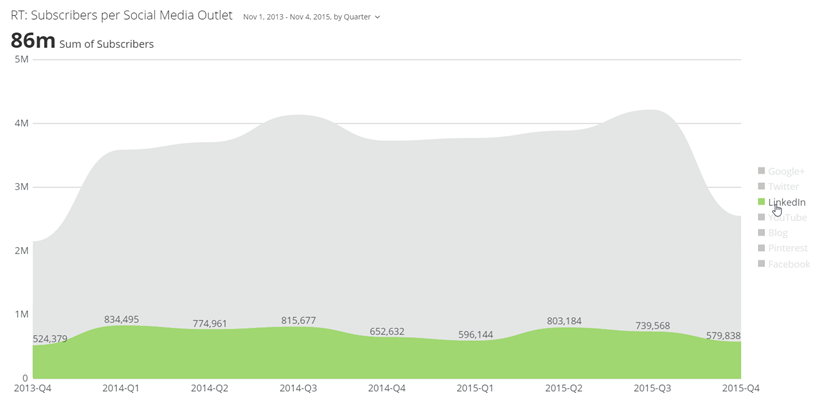 RT: Subscribers per Social Media Outlet Nov 1, 2013 - Nov 4, 2015, by Quarter
86m Sum of Subscribers
5M
4M
3M
2M
1M
0
524,379
834,495
774,961
815,677
652,632
596,144
803,184
739,568
579,838
2013-Q4 2014-Q1 2014-Q2 2014-Q3 2014-Q4 2015-Q1 2015-Q2 2015-Q3 2015-Q4
Google+
Twitter
LinkedIn
YouTube
Blog
Pinterest
Facebook